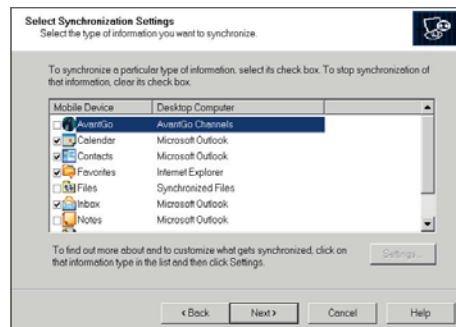 Select Synchronization Settings
Select the type of information you want to synchronize.
To synchronize a particular type of information, select its check box. To stop synchronization of
that information, clear its check box.
Mobile Device Desktop Computer
AvantGo AvantGo Channels
Calendar Microsoft Outlook
Contacts Microsoft Outlook
Favorites Internet Explorer
Files Synchronized Files
Inbox Microsoft Outlook
Notes Microsoft Outlook
To find out more about and to customize what gets synchronized, click on
that information type in the list and then click Settings.
Settings...
< Back Next > Cancel Help